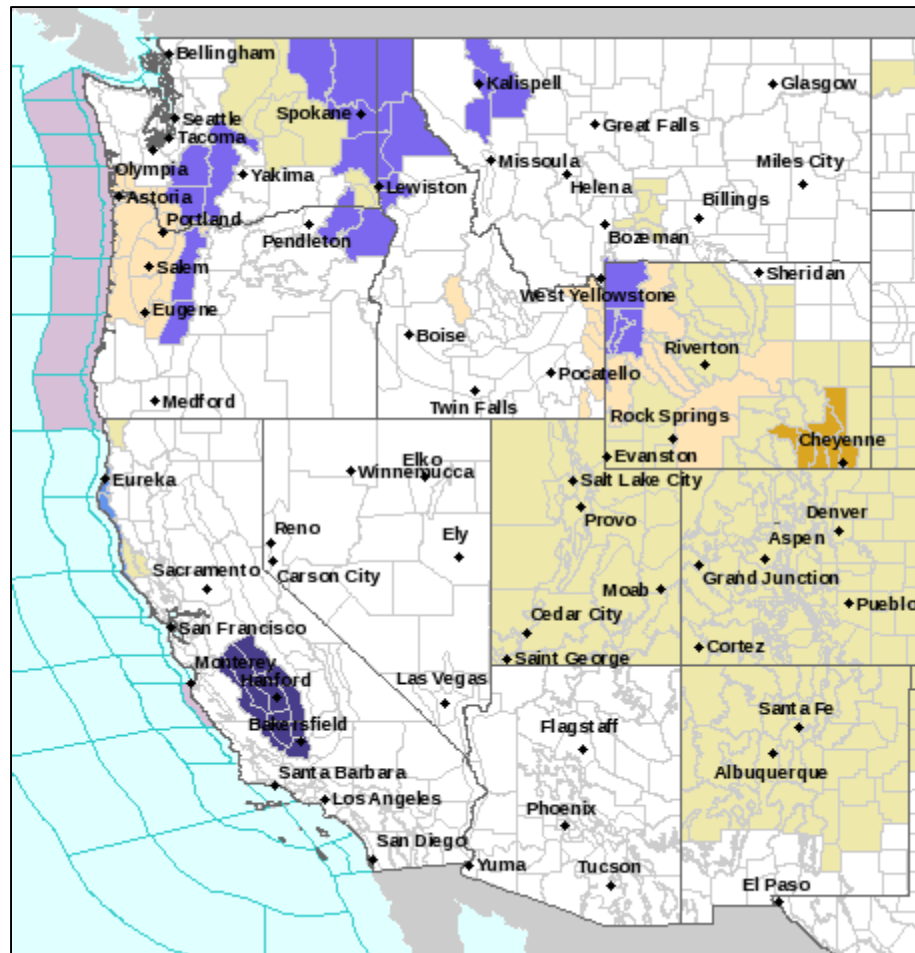 Bellingham
Kalispell
Glasgow
Seattle
Spokane
Tacoma
Great Falls
Olympia
Missoula
Miles City
Yakima
Helena
Astoria
Lewiston
Portland
Billings
Pendleton
Bozeman
Salem
Sheridan
West Yellowstone
Eugene
Boise
Riverton
Pocatello
Medford
Twin Falls
Rock Springs
Cheyenne
Elko
Evanston
Eureka
Winnemucca
Salt Lake City
Provo
Denver
Reno
Ely
Aspen
Sacramento
Carson City
Grand Junction
Moab
Pueblo
Cedar City
San Francisco
Cortez
Saint George
Monterey
Hanford
Las Vegas
Santa Fe
Bakersfield
Flagstaff
Albuquerque
Santa Barbara
Los Angeles
Phoenix
San Diego
Yuma
Tucson
El Paso